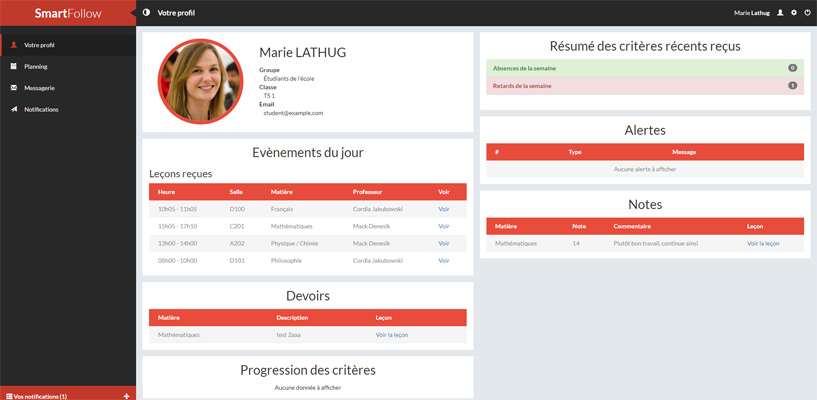 SmartFollow
Votre profil
Marie Lathug
Votre profil
Planning
Messagerie
Notifications
Vos notifications (1)
Marie LATHUG
Groupe
Étudiants de l'école
Classe
TS 1
Email
student@example.com
Evènements du jour
Leçons reçues
Heure Salle Matière Professeur Voir
10h05 - 11h05 D100 Français Cordia Jakubowski Voir
15h05 - 17h10 C201 Mathématiques Mack Denesik Voir
13h00 - 14h00 A202 Physique / Chimie Mack Denesik Voir
08h00 - 10h00 D101 Philosophie Cordia Jakubowski Voir
Devoirs
Matière Description Leçon
Mathématiques test 2aaa Voir la leçon
Progression des critères
Aucune donnée à afficher
Résumé des critères récents reçus
Absences de la semaine 0
Retards de la semaine 1
Alertes
# Type Message
Aucune alerte à afficher
Notes
Matière Note Commentaire Leçon
Mathématiques 14 Plutôt bon travail, continue ainsi Voir la leçon